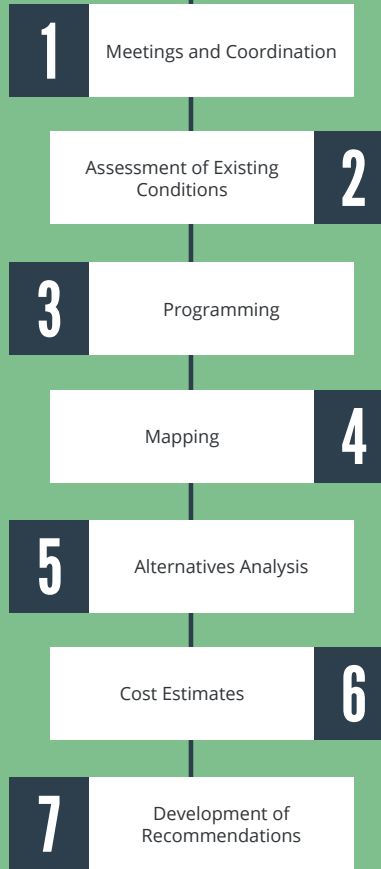 1
Meetings and Coordination
Assessment of Existing
Conditions
2
3
Programming
Mapping
4
5
Alternatives Analysis
Cost Estimates
6
7
Development of
Recommendations